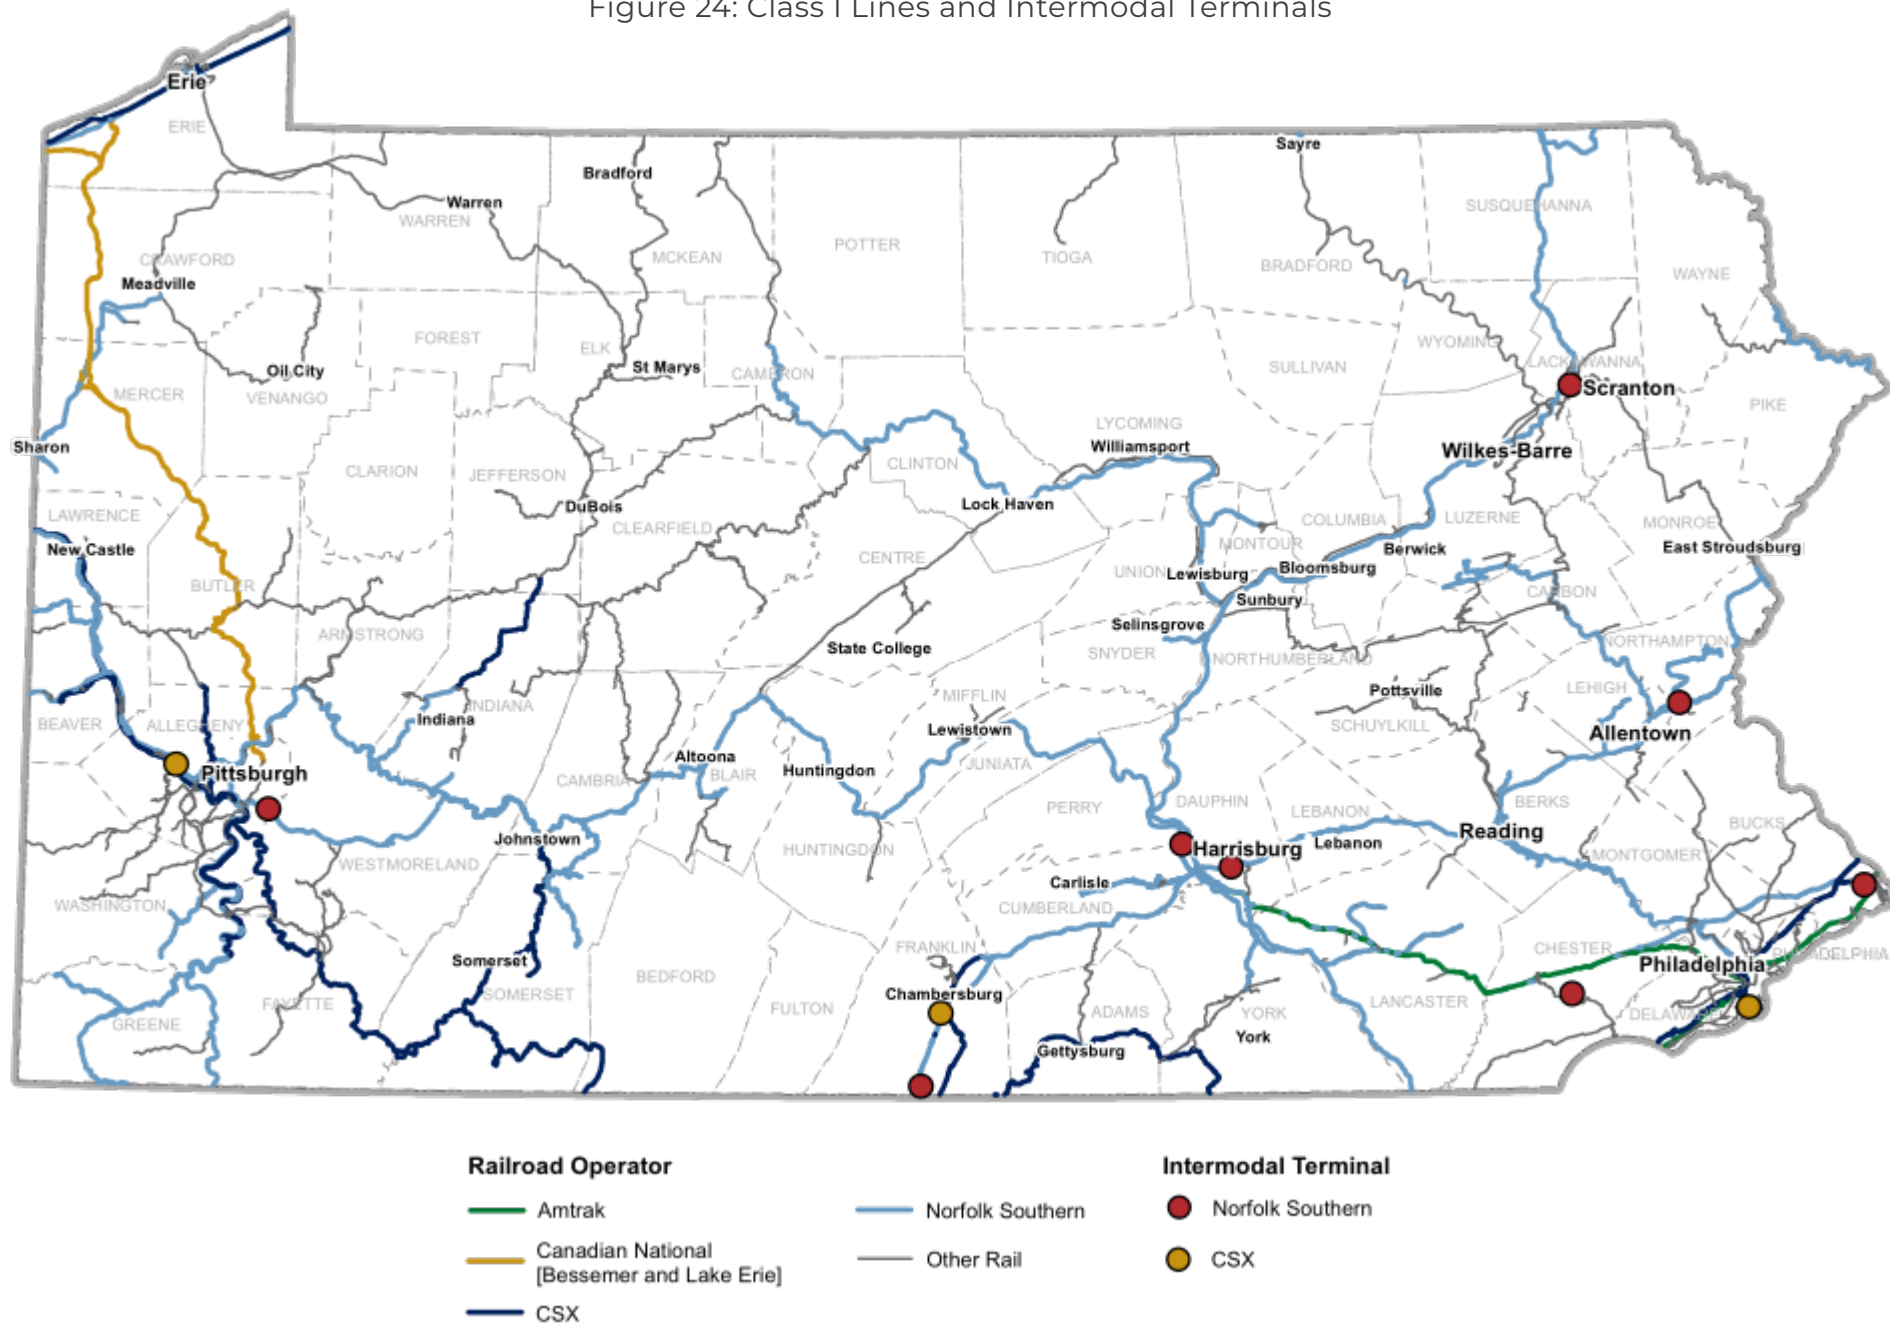 Figure 24: Class I Lines and Intermodal Terminals
Erie
ERIE
Bradford
Sayre
Warren
WARREN
SUSQUEHANNA
CRAWFORD
MCKEAN
POTTER
TIOGA
BRADFORD
WAYNE
Meadville
FOREST
ELK
WYOMING
LACKAWANNA
Oil City
St Marys
CAMERON
SULLIVAN
Scranton
MERCER
VENANGO
PIKE
LYCOMING
Sharon
Williamsport
Wilkes-Barre
CLARION
JEFFERSON
CLINTON
LAWRENCE
DuBois
CLEARFIELD
Lock Haven
COLUMBIA
LUZERNE
MONROE
New Castle
CENTRE
MONTOUR
Berwick
East Stroudsburg
BUTLER
UNION
Lewisburg
Bloomsburg
CARBON
Sunbury
ARMSTRONG
Selinsgrove
NORTHAMPTON
State College
SNYDER
NORTHUMBERLAND
MIFFLIN
Pottsville
LEHIGH
BEAVER
ALLEGHENY
Indiana
INDIANA
Lewistown
SCHUYLKILL
Allentown
Pittsburgh
CAMBRIA
Altoona
BLAIR
Huntingdon
JUNIATA
PERRY
DAUPHIN
LEBANON
BERKS
BUCKS
Johnstown
Reading
WESTMORELAND
HUNTINGDON
Harrisburg
Lebanon
MONTGOMERY
Carlisle
WASHINGTON
CUMBERLAND
FRANKLIN
CHESTER
PHILADELPHIA
Somerset
BEDFORD
Philadelphia
SOMERSET
Chambersburg
FAYETTE
FULTON
ADAMS
YORK
LANCASTER
DELAWARE
GREENE
York
Gettysburg
Railroad Operator
Amtrak
Canadian National
[Bessemer and Lake Erie]
CSX
Norfolk Southern
Other Rail
Intermodal Terminal
Norfolk Southern
CSX